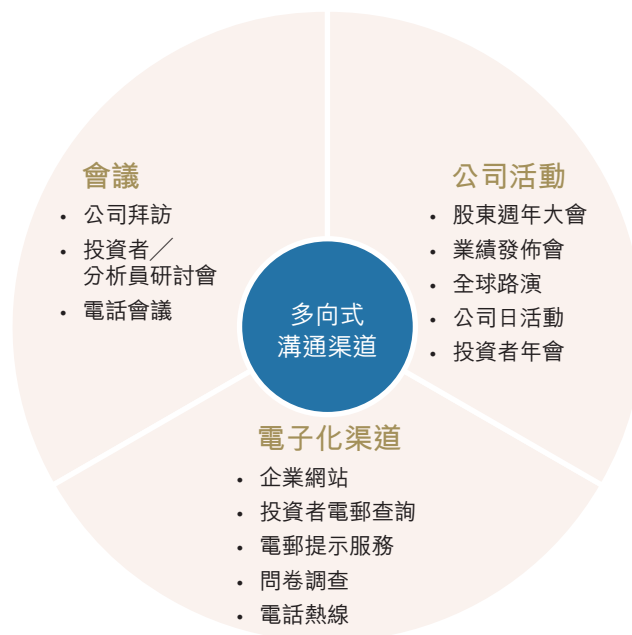 會議
• 公司拜訪
• 投資者╱
分析員研討會
• 電話會議
公司活動
• 股東週年大會
• 業績發佈會
• 全球路演
• 公司日活動
• 投資者年會
多向式
溝通渠道
電子化渠道
• 企業網站
• 投資者電郵查詢
• 電郵提示服務
• 問卷調查
• 電話熱線